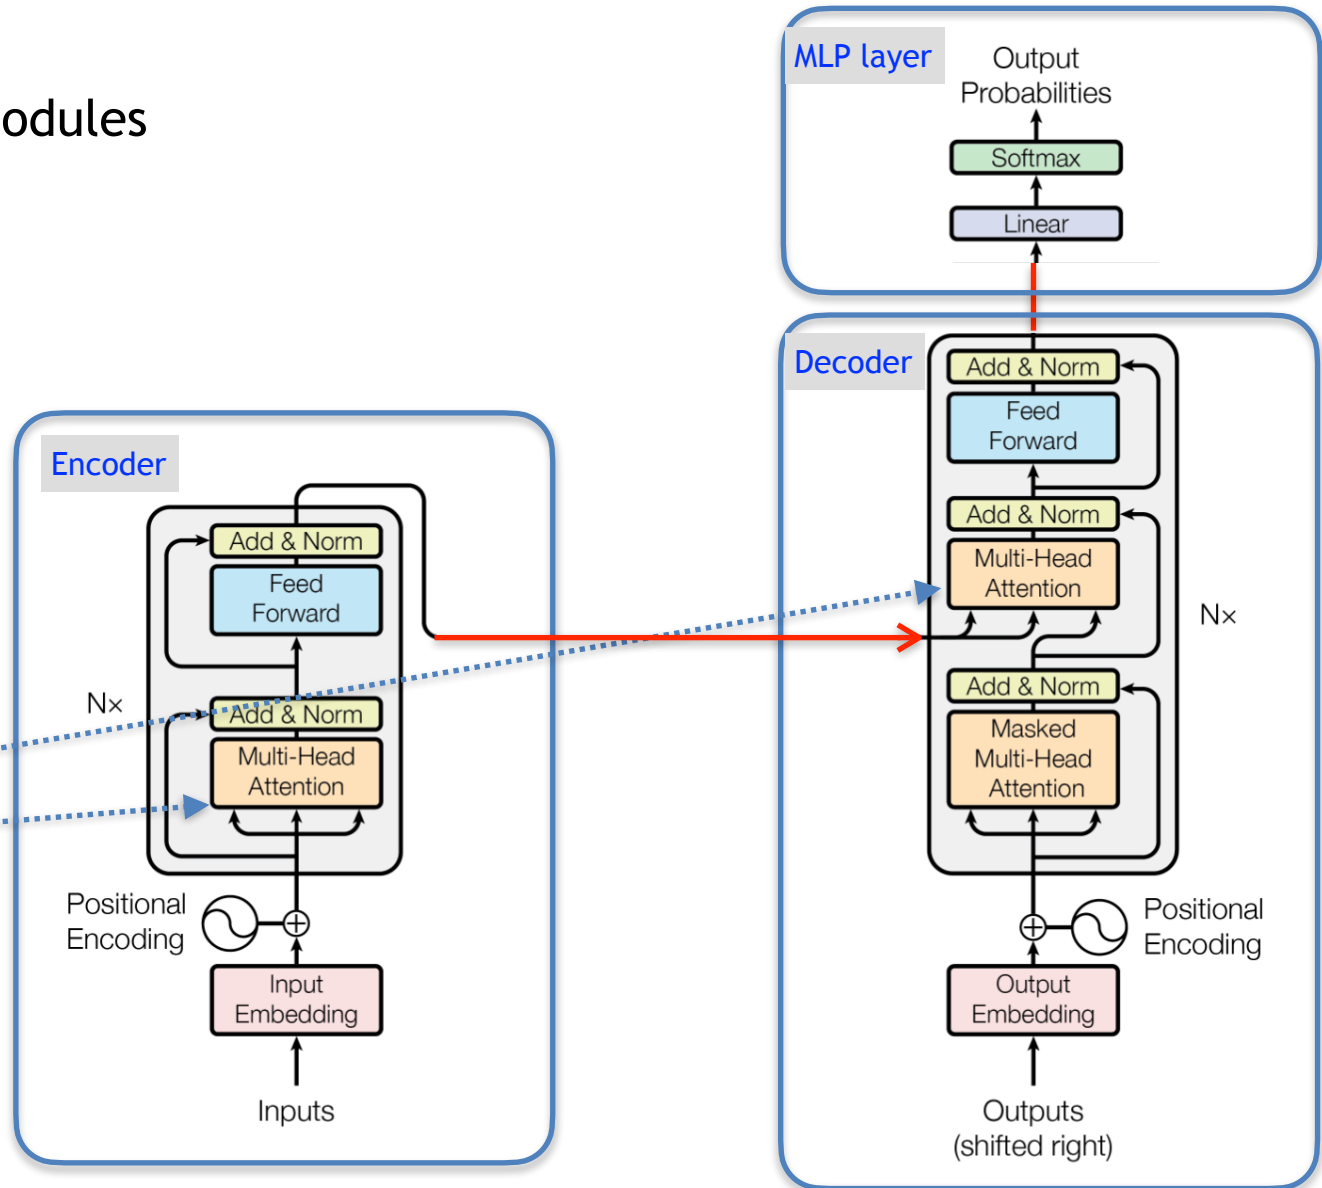 odules
MLP layer
Output
Probabilities
Softmax
Linear
Decoder
Add & Norm
Feed
Forward
Add & Norm
Multi-Head
Attention
N×
Add & Norm
Masked
Multi-Head
Attention
Positional
Encoding
Output
Embedding
Outputs
(shifted right)
Encoder
Add & Norm
Feed
Forward
N×
Add & Norm
Multi-Head
Attention
Positional
Encoding
Input
Embedding
Inputs